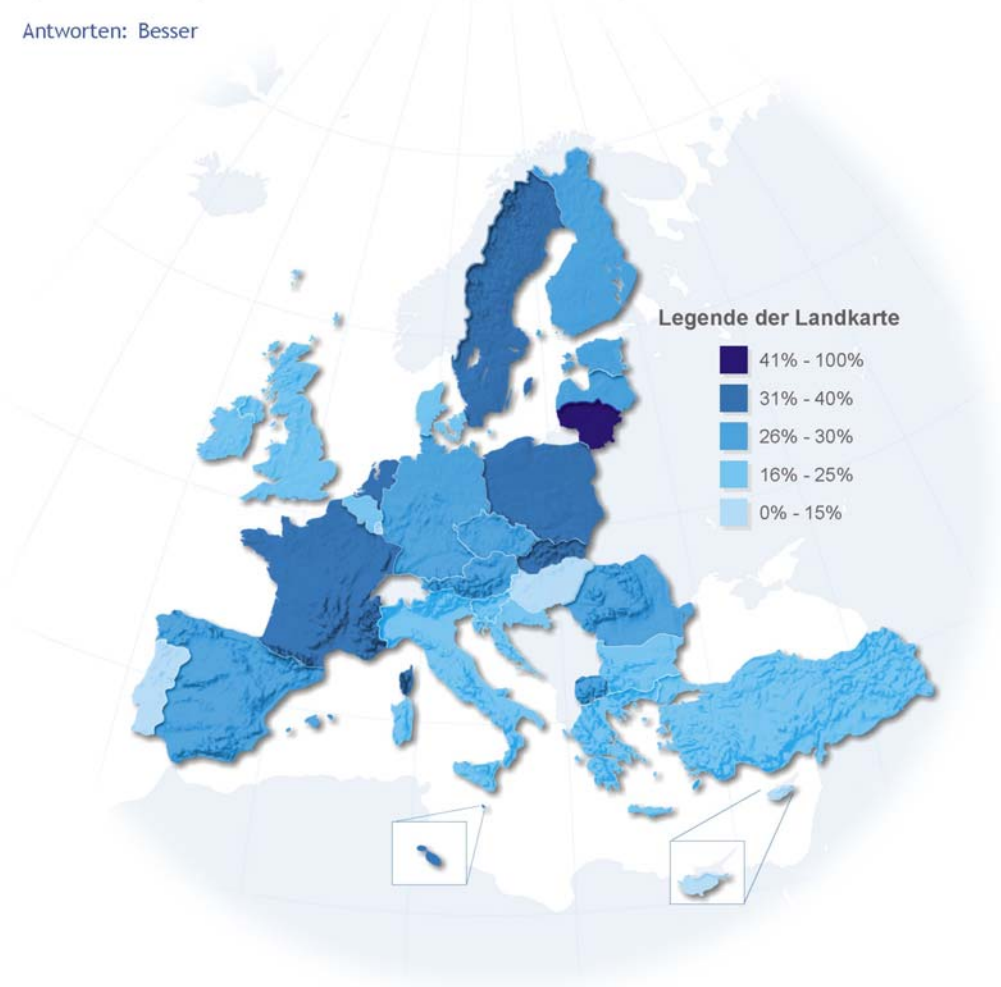 Antworten: Besser
Legende der Landkarte
41% - 100%
31% - 40%
26% - 30%
16% - 25%
0% - 15%